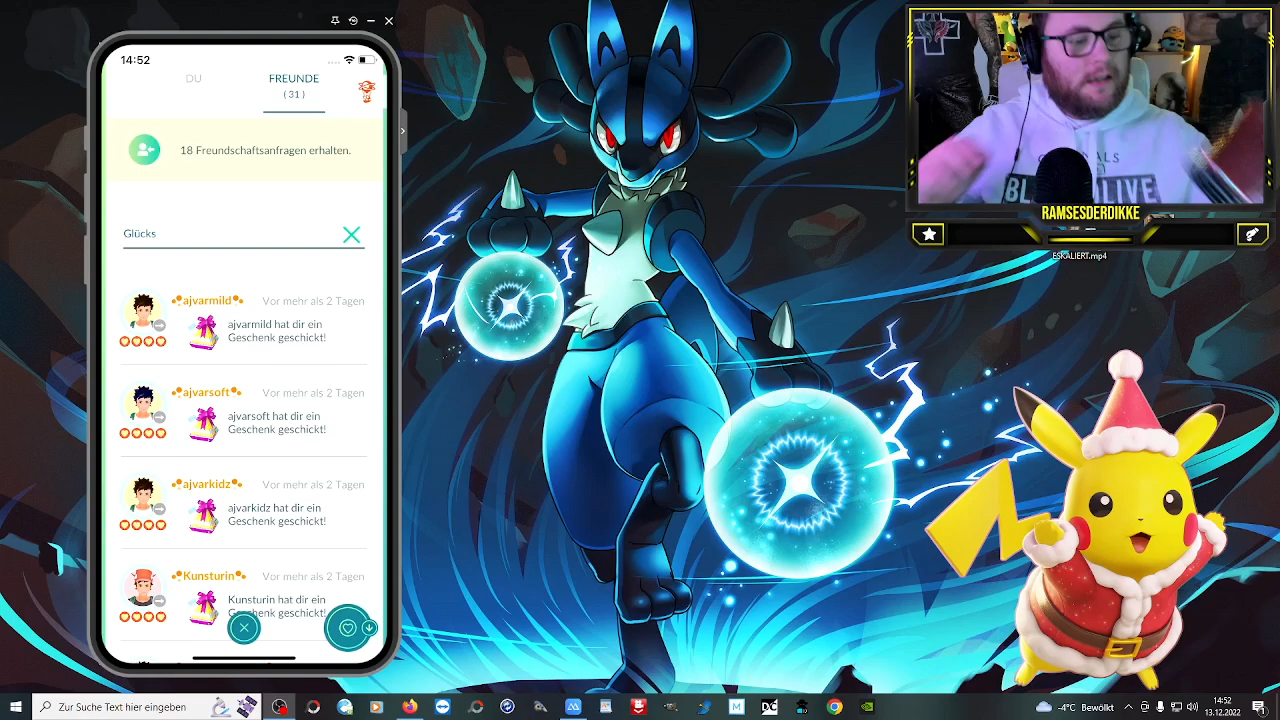 14:52
DU
FREUNDE
( 31 )
18 Freundschaftsanfragen erhalten.
Glücks
ajvarmild
Vor mehr als 2 Tagen
ajvarmild hat dir ein
Geschenk geschickt!
ajvarsoft
Vor mehr als 2 Tagen
ajvarsoft hat dir ein
Geschenk geschickt!
ajvarkidz
Vor mehr als 2 Tagen
ajvarkidz hat dir ein
Geschenk geschickt!
Kunsturin
Vor mehr als 2 Tagen
Kunsturin hat dir ein
Geschenk geschickt!
RAMSESDERDIKKE
ESKALIERT.mp4
Zur Suche Text hier eingeben
M
DC
-4°C Bewölkt
14:52
13.12.2022